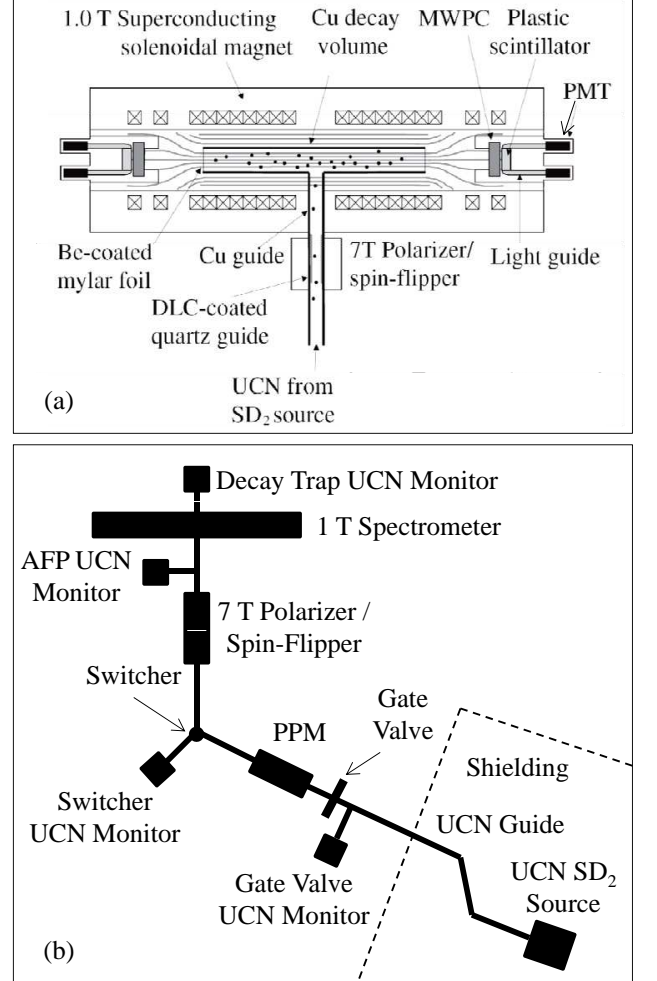 1.0 T Superconducting
solenoidal magnet
Cu decay
volume
MWPC
Plastic
scintillator
PMT
Be-coated
mylar foil
Cu guide
7T Polarizer/
spin-flipper
Light guide
DLC-coated
quartz guide
UCN from
SD2 source
(a)
Decay Trap UCN Monitor
1 T Spectrometer
AFP UCN
Monitor
7 T Polarizer /
Spin-Flipper
Switcher
Gate
Valve
PPM
Shielding
Switcher
UCN Monitor
UCN Guide
Gate Valve
UCN Monitor
UCN SD2
Source
(b)